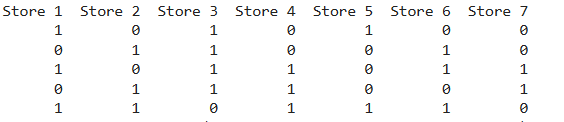 Store 1 Store 2 Store 3 Store 4 Store 5 Store 6 Store 7
1 0 1 0 1 0 0
0 1 1 0 0 1 0
1 0 1 1 0 1 1
0 1 1 1 0 0 1
1 1 0 1 1 1 0